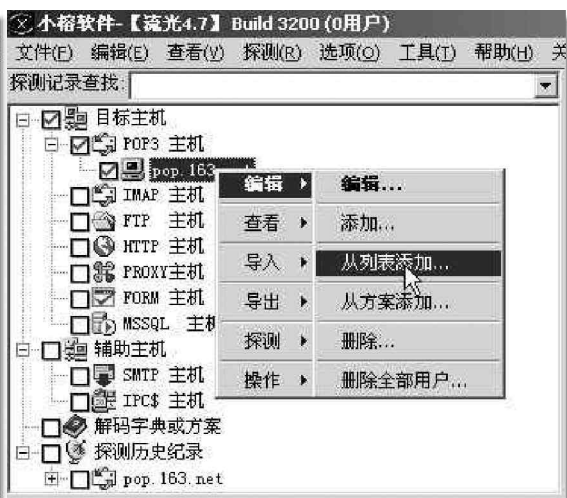 小榕软件-【流光4.7】 Build 3200 (0用户)
文件(F) 编辑(E) 查看(V) 探测(R) 选项(O) 工具(T) 帮助(H) 关
探测记录查找:
目标主机
POP3 主机
pop.163
编辑 编辑...
IMAP 主机
FTP 主机
查看 添加...
HTTP 主机
导入 从列表添加...
PROXY主机
FORM 主机
导出 从方案添加...
MSSQL 主机
探测 删除...
辅助主机
SMTP 主机
操作 删除全部用户...
IPC$ 主机
解码字典或方案
探测历史纪录
pop.163.net